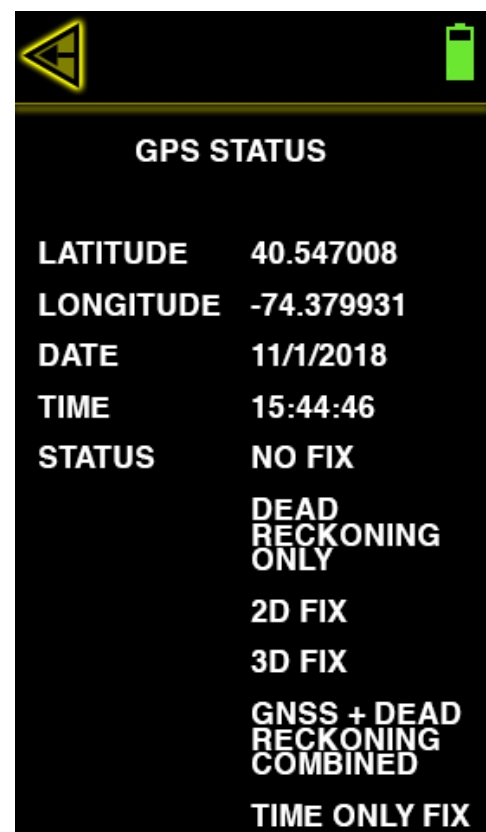 GPS STATUS
LATITUDE 40.547008
LONGITUDE -74.379931
DATE 11/1/2018
TIME 15:44:46
STATUS NO FIX
DEAD
RECKONING
ONLY
2D FIX
3D FIX
GNSS + DEAD
RECKONING
COMBINED
TIME ONLY FIX